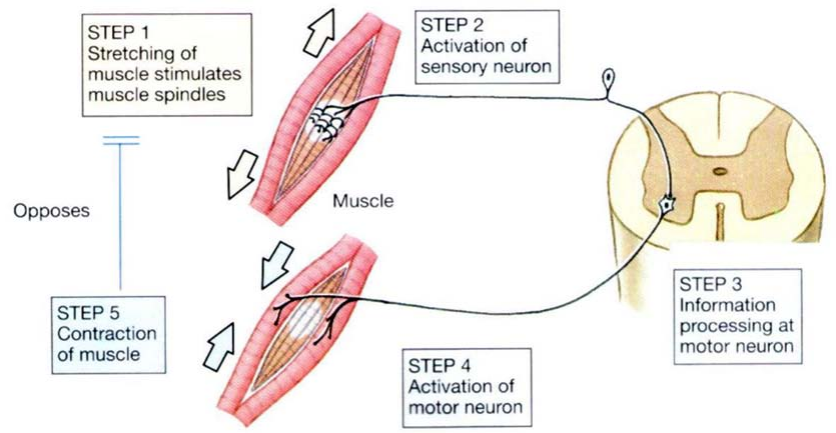 STEP 1
Stretching of
muscle stimulates
muscle spindles
STEP 2
Activation of
sensory neuron
Opposes
Muscle
STEP 3
Information
processing at
motor neuron
STEP 5
Contraction
of muscle
STEP 4
Activation of
motor neuron